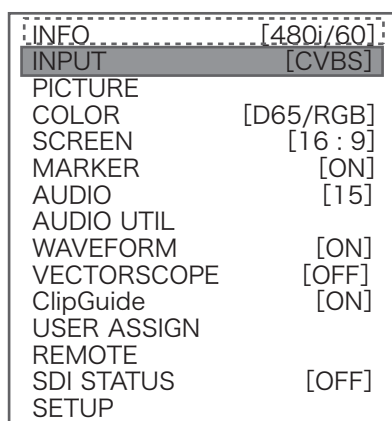 INFO [480i/60]
INPUT [CVBS]
PICTURE
COLOR [D65/RGB]
SCREEN [16 : 9]
MARKER [ON]
AUDIO [15]
AUDIO UTIL
WAVEFORM [ON]
VECTORSCOPE [OFF]
ClipGuide [ON]
USER ASSIGN
REMOTE
SDI STATUS [OFF]
SETUP